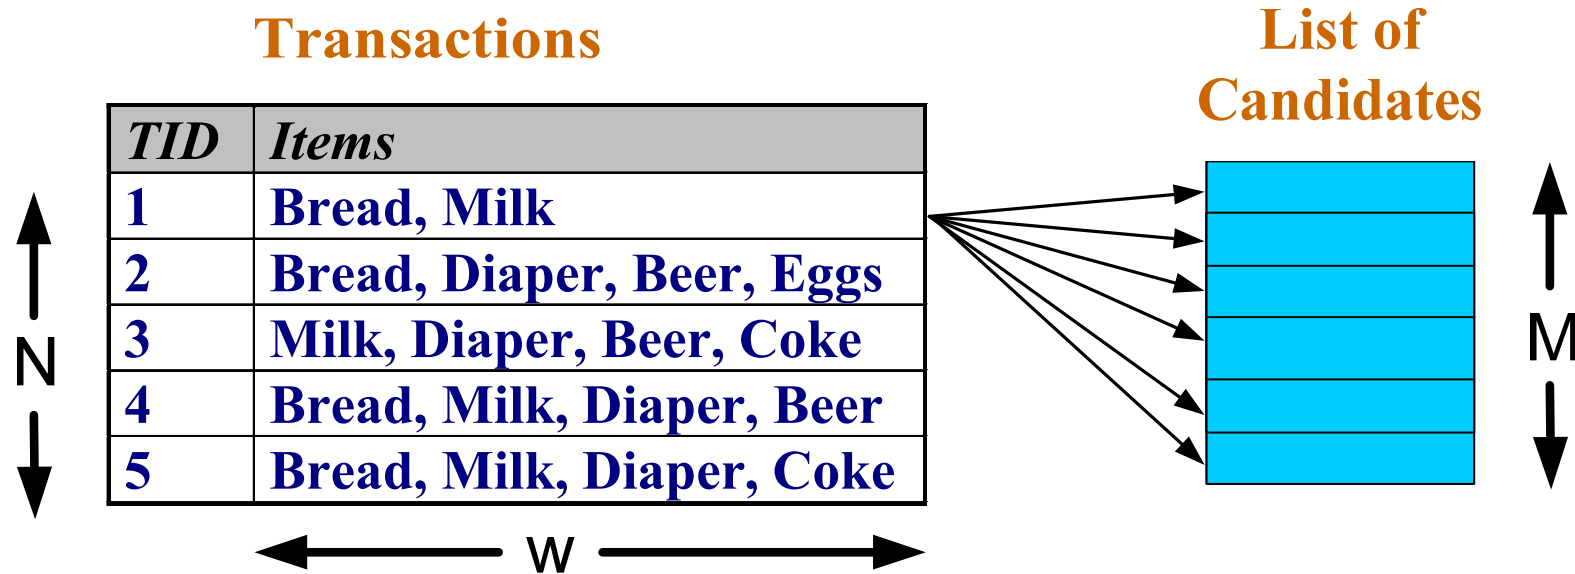 Transactions
List of
Candidates
TID Items
1 Bread, Milk
2 Bread, Diaper, Beer, Eggs
3 Milk, Diaper, Beer, Coke
4 Bread, Milk, Diaper, Beer
5 Bread, Milk, Diaper, Coke
N
M
w